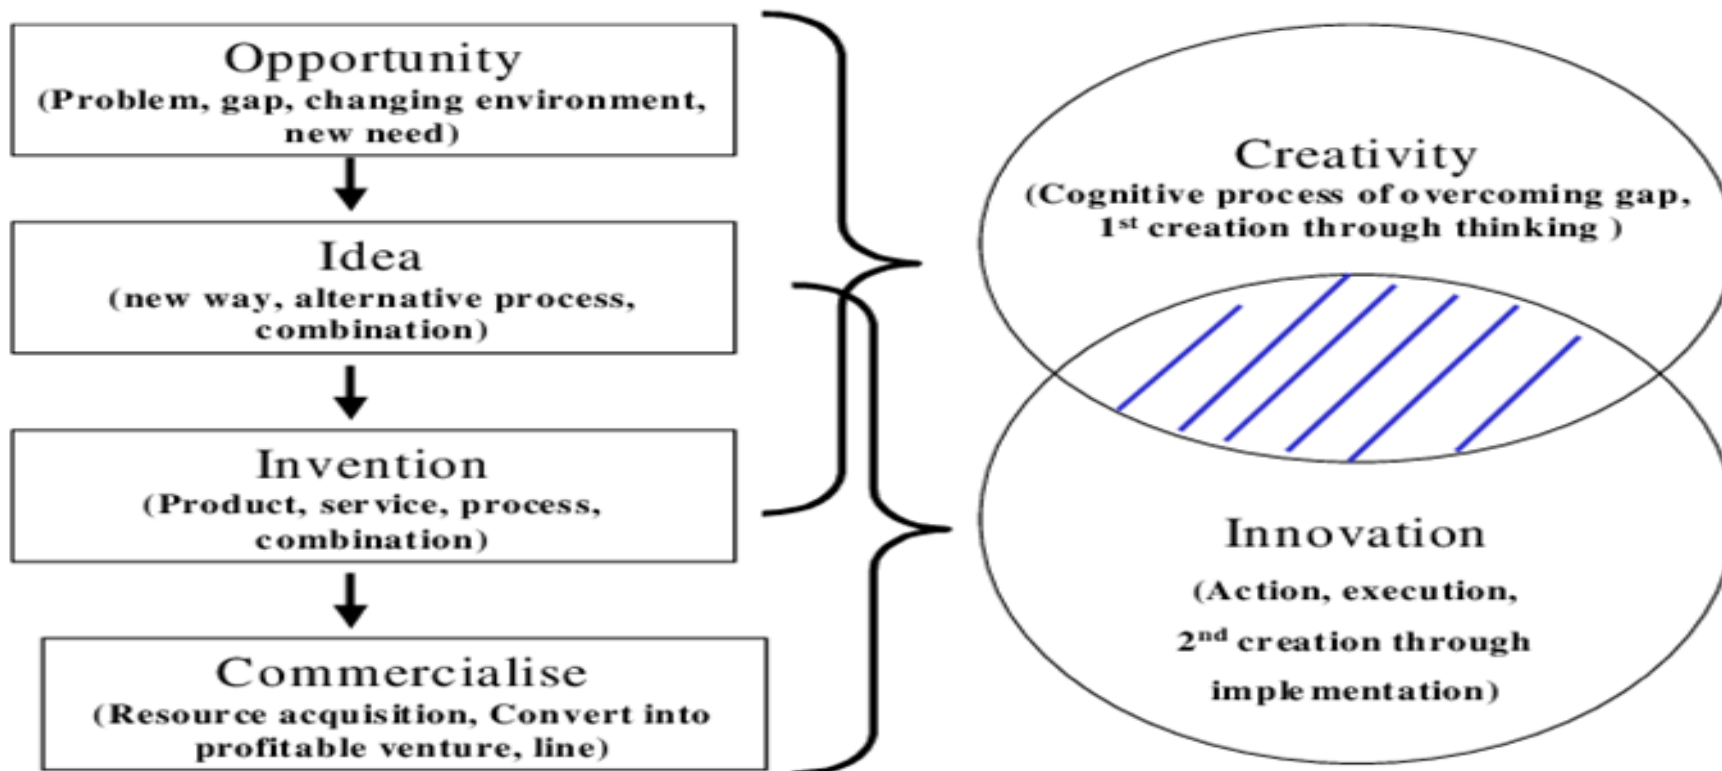 Opportunity
(Problem, gap, changing environment,
new need)
Idea
(new way, alternative process,
combination)
Invention
(Product, service, process,
combination)
Commercialise
(Resource acquisition, Convert into
profitable venture, line)
Creativity
(Cognitive process of overcoming gap,
1st creation through thinking )
Innovation
(Action, execution,
2nd creation through
implementation)